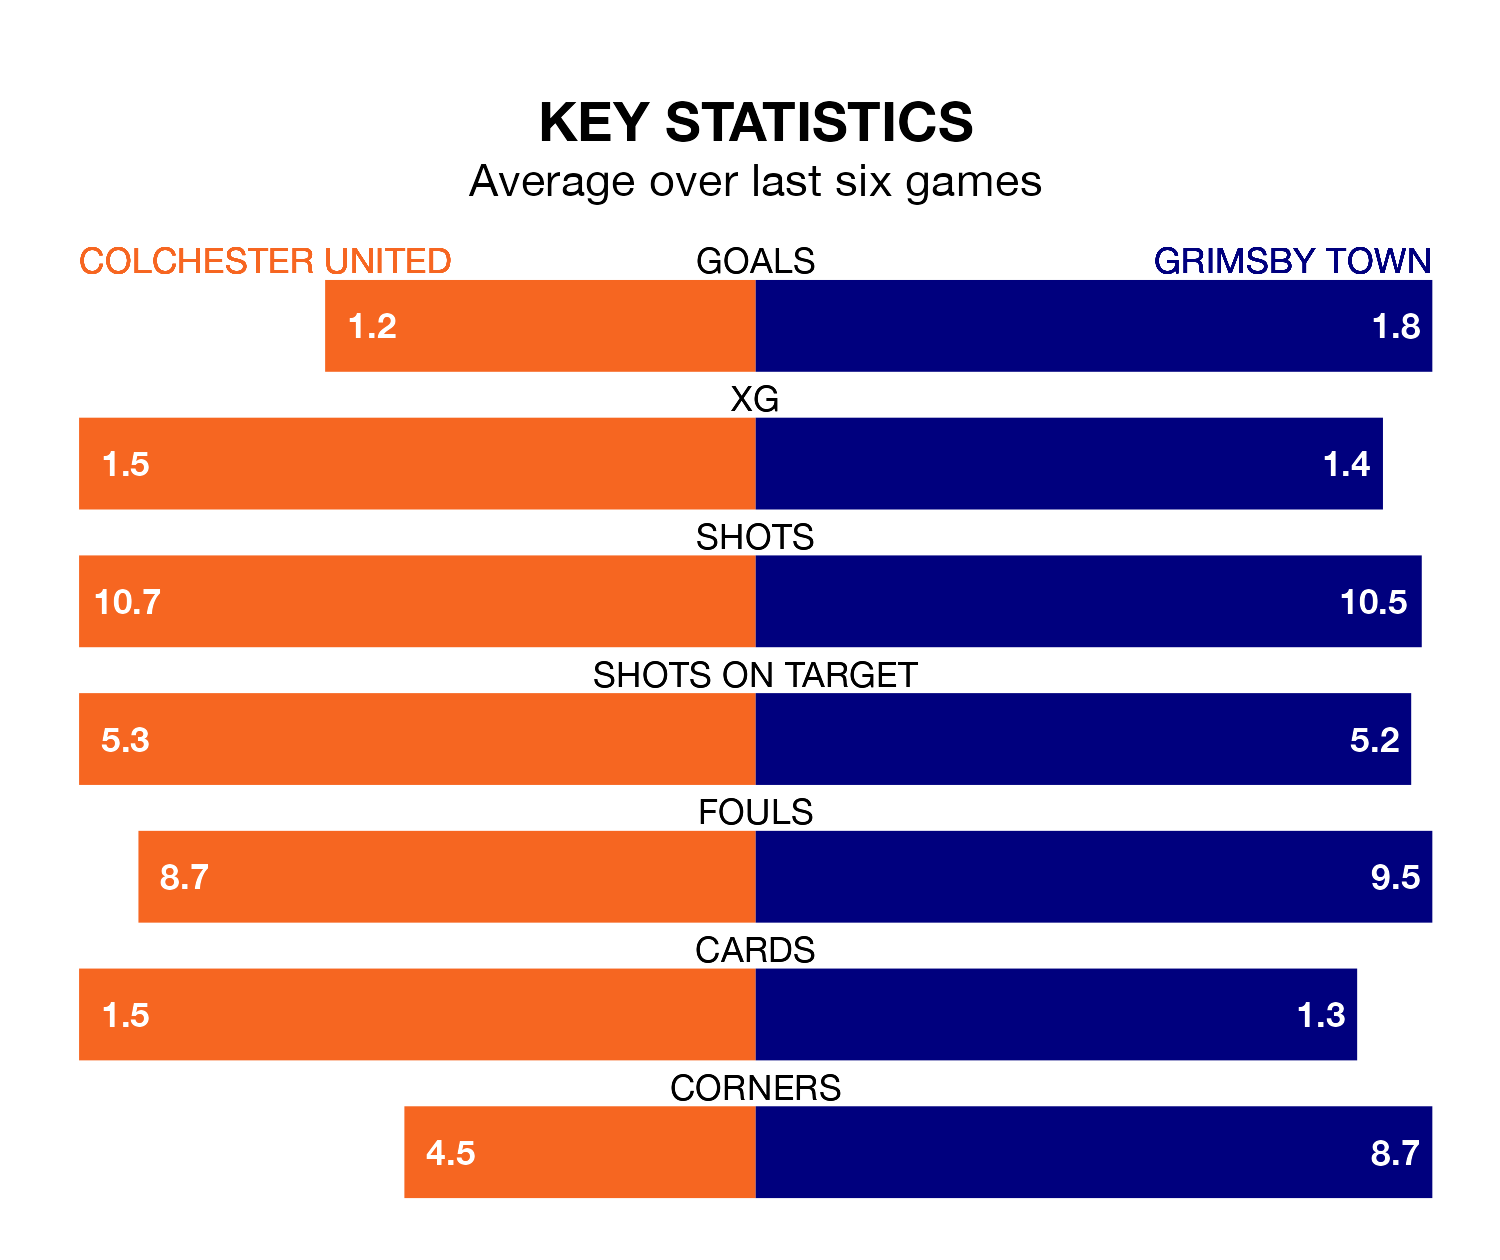 KEY STATISTICS
Average over last six games
COLCHESTER UNITED GOALS GRIMSBY TOWN
1.2 1.8
XG
1.5 1.4
SHOTS
10.7 10.5
SHOTS ON TARGET
5.3 5.2
FOULS
8.7 9.5
CARDS
1.5 1.3
CORNERS
4.5 8.7